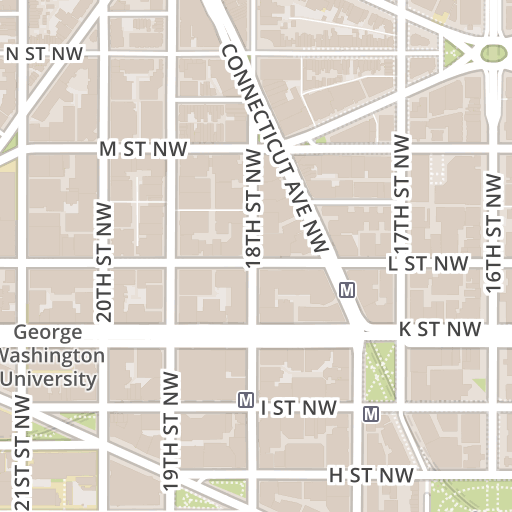 N ST NW
CONNECTICUT AVE NW
M ST NW
18TH ST NW
17TH ST NW
16TH ST NW
20TH ST NW
L ST NW
M
K ST NW
George
Washington
University
19TH ST NW
21ST ST NW
M
I ST NW
M
H ST NW